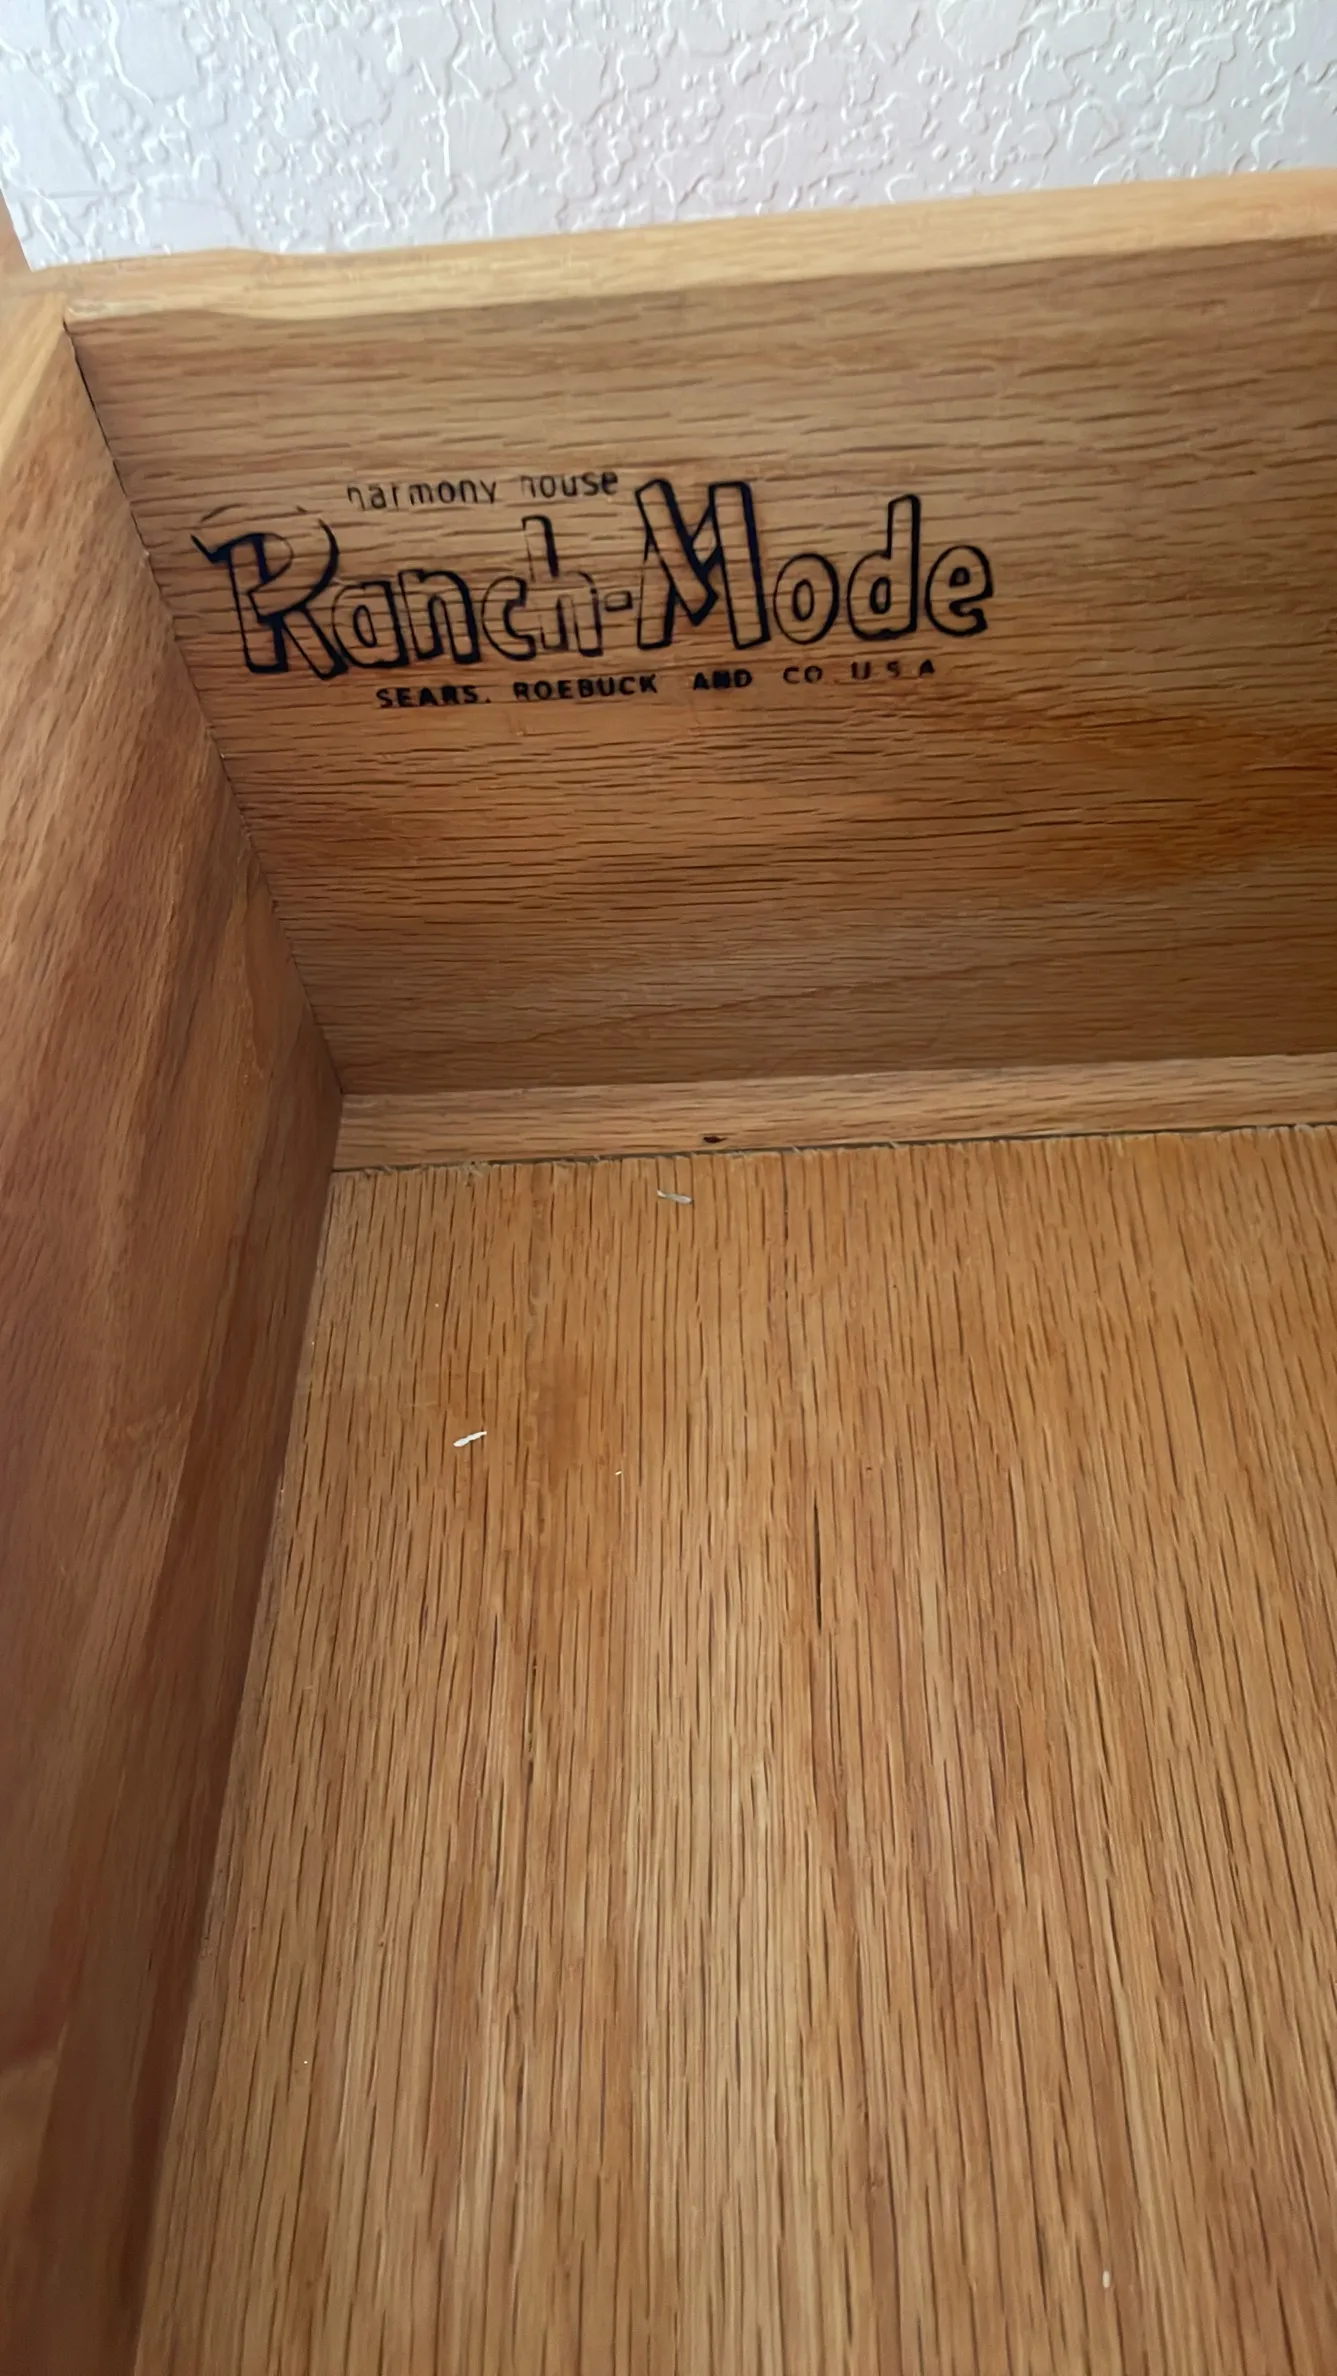 harmony house
Ranch-Mode
SEARS, ROEBUCK AND CO. U S A